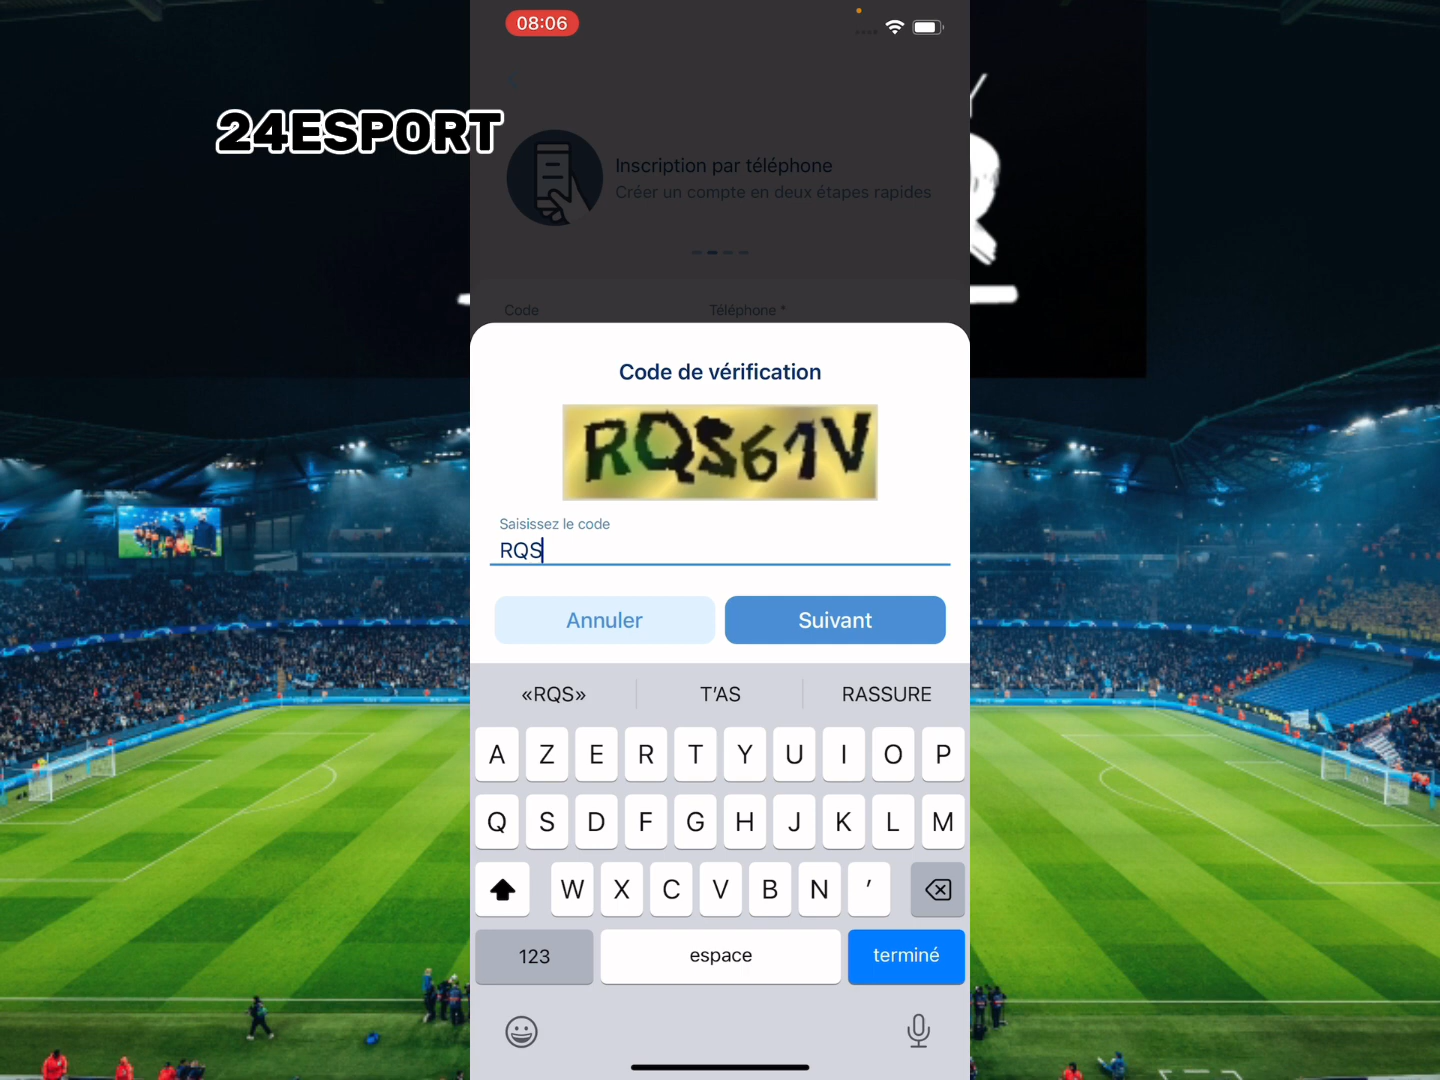 08:06
24ESPORT
Inscription par téléphone
Créer un compte en deux étapes rapides
Code Téléphone *
Code de vérification
RQS61V
Saisissez le code
RQS
Annuler Suivant
«RQS» T'AS RASSURE
A Z E R T Y U I O P
Q S D F G H J K L M
W X C V B N '
123 espace terminé